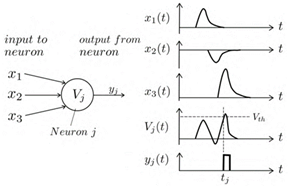 input to
neuron
output from
neuron
x₁
x₂
x₃
Vⱼ
yⱼ
Neuron j
x₁(t)
t
x₂(t)
t
x₃(t)
t
Vⱼ(t)
Vₜₕ
t
yⱼ(t)
t
tⱼ